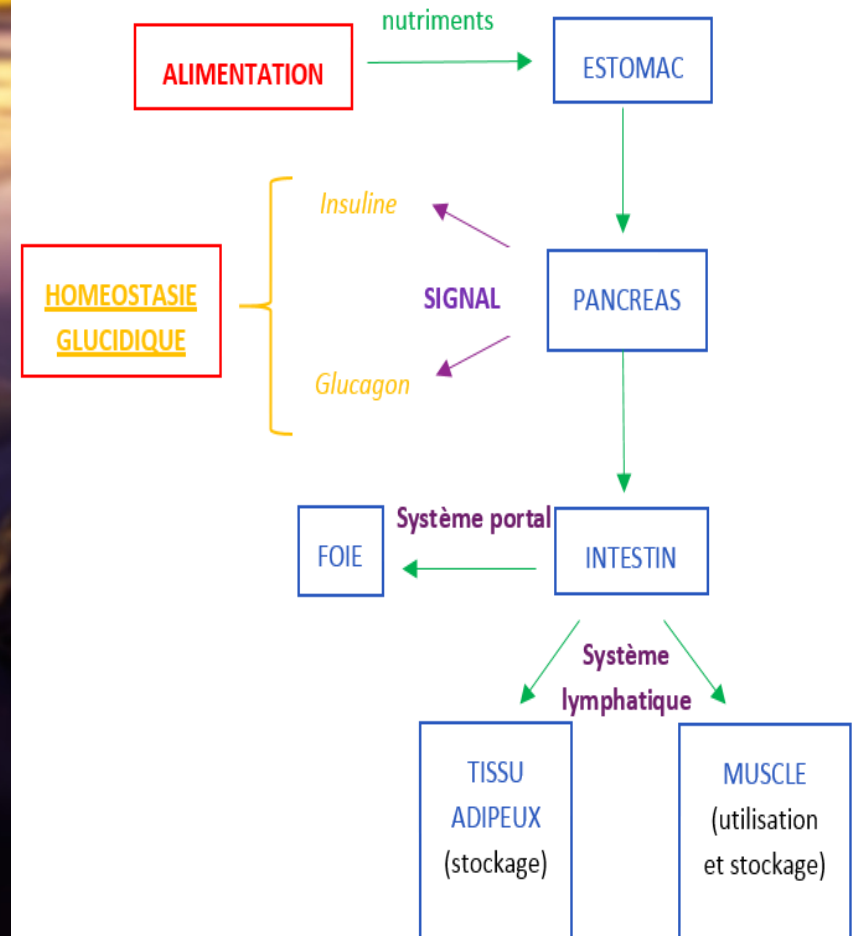 nutriments
ALIMENTATION
ESTOMAC
Insuline
HOMEOSTASIE
GLUCIDIQUE
SIGNAL
PANCREAS
Glucagon
Système portal
FOIE
INTESTIN
Système
lymphatique
TISSU
ADIPEUX
(stockage)
MUSCLE
(utilisation
et stockage)